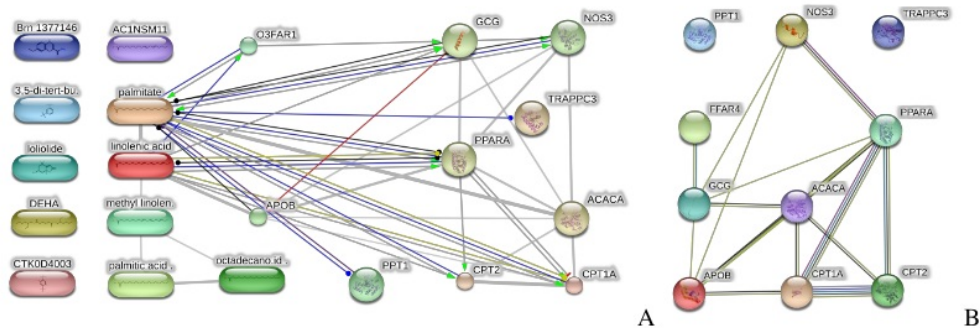 Brn 1377146
AC1NSM11
O3FAR1
GCG
NOS3
3,5-di-tert-bu.
palmitate
TRAPPC3
loliolide
linolenic acid
PPARA
DEHA
methyl linolen.
APOB
ACACA
CTK0D4003
palmitic acid .
octadecano.id .
PPT1
CPT2
CPT1A
A
PPT1
NOS3
TRAPPC3
FFAR4
PPARA
GCG
ACACA
APOB
CPT1A
CPT2
B